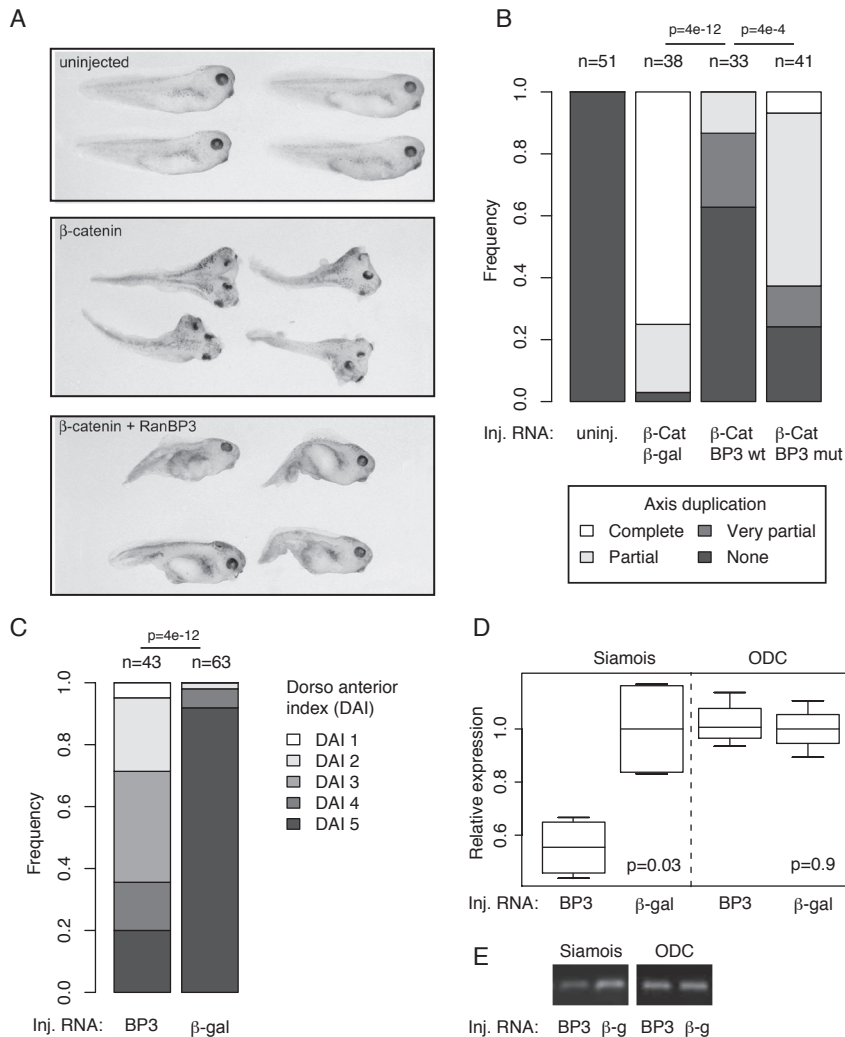 A
uninjected
β-catenin
β-catenin + RanBP3
B
p=4e-12 p=4e-4
n=51 n=38 n=33 n=41
Frequency
1.0
0.8
0.6
0.4
0.2
0.0
Inj. RNA: uninj. β-Cat β-Cat β-Cat
β-gal BP3 wt BP3 mut
Axis duplication
Complete Very partial
Partial None
C
p=4e-12
n=43 n=63
Frequency
1.0
0.8
0.6
0.4
0.2
0.0
Inj. RNA: BP3 β-gal
Dorso anterior
index (DAI)
DAI 1
DAI 2
DAI 3
DAI 4
DAI 5
D
Siamois ODC
Relative expression
1.0
0.8
0.6
p=0.03 p=0.9
Inj. RNA: BP3 β-gal BP3 β-gal
E
Siamois ODC
Inj. RNA: BP3 β-g BP3 β-g